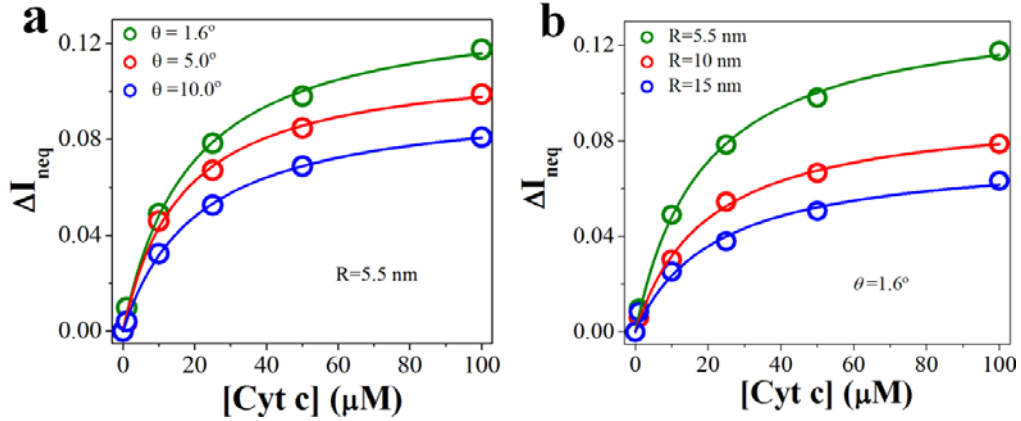 a
θ = 1.6°
θ = 5.0°
θ =10.0°
0.12
0.08
0.04
0.00
ΔI_neq
R=5.5 nm
0 20 40 60 80 100
[Cyt c] (μM)
b
R=5.5 nm
R=10 nm
R=15 nm
0.12
0.08
0.04
0.00
ΔI_neq
θ =1.6°
0 20 40 60 80 100
[Cyt c] (μM)